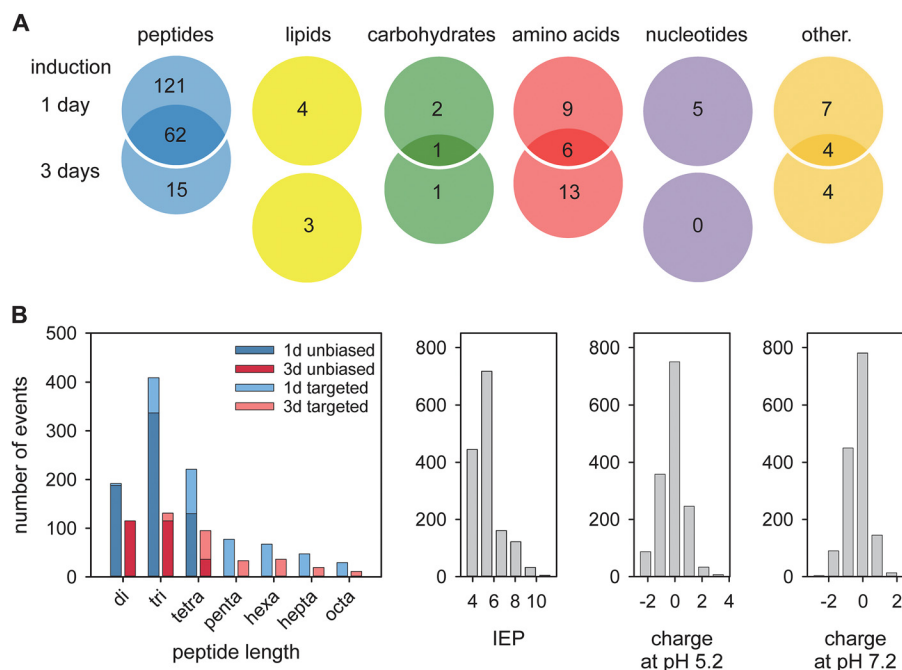 A
peptides lipids carbohydrates amino acids nucleotides other.
induction
1 day
3 days
121 4 2 9 5 7
62 1 6 4
15 3 1 13 0 4
B
500
400
300
200
100
0
number of events
1d unbiased
3d unbiased
1d targeted
3d targeted
di tri tetra penta hexa hepta octa
peptide length
800
600
400
200
0
4 6 8 10
IEP
800
600
400
200
0
-2 0 2 4
charge
at pH 5.2
800
600
400
200
0
-2 0 2
charge
at pH 7.2